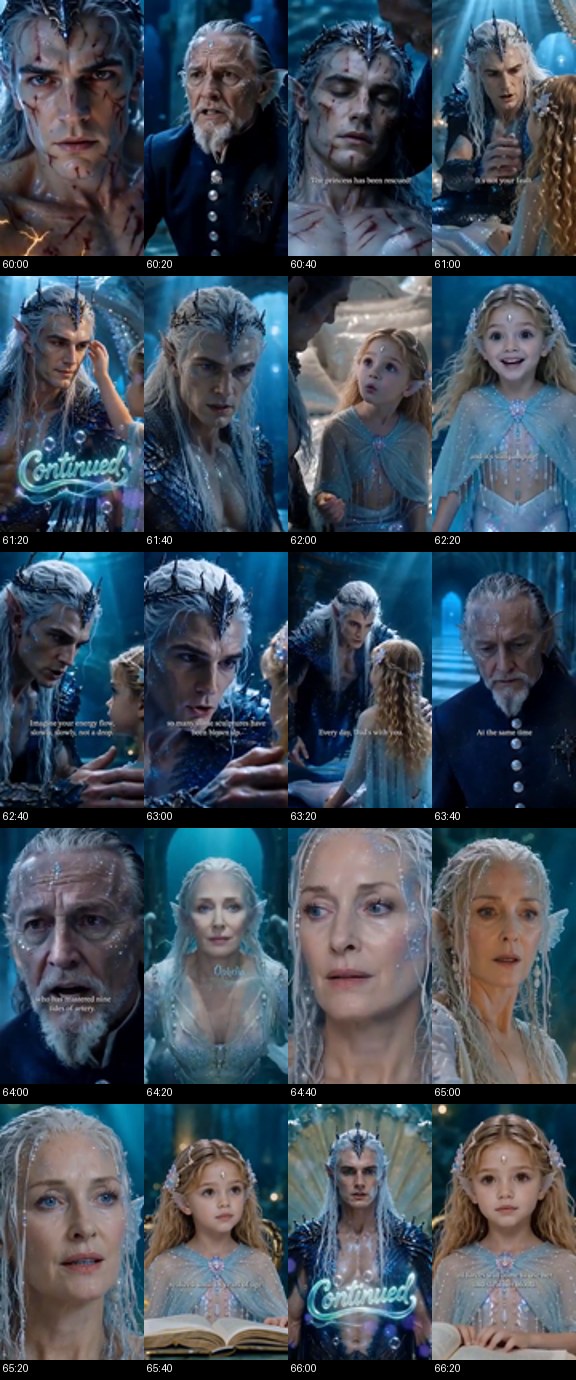 60:00
60:20
The princess has been rescued!
60:40
It's not your fault
61:00
Continued
61:20
61:40
62:00
62:20
Imagine your energy flow,
slowly, slowly, not a drop.
62:40
so many stone sculptures have
been blown up.
63:00
Every day, Dad's with you.
63:20
At the same time
63:40
who has mastered nine
tides of artery.
64:00
64:20
64:40
65:00
65:20
65:40
Continued
66:00
66:20